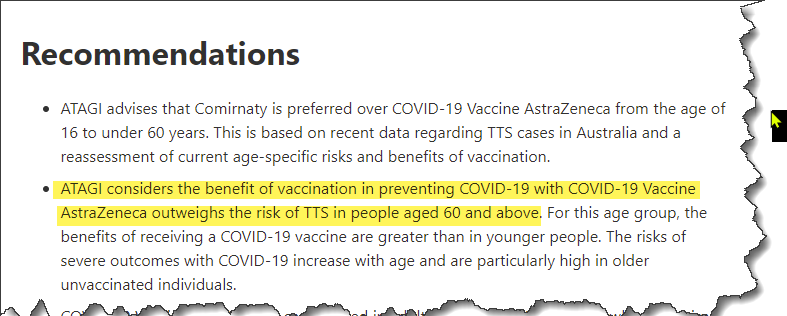 Recommendations
• ATAGI advises that Comirnaty is preferred over COVID-19 Vaccine AstraZeneca from the age of
16 to under 60 years. This is based on recent data regarding TTS cases in Australia and a
reassessment of current age-specific risks and benefits of vaccination.
• ATAGI considers the benefit of vaccination in preventing COVID-19 with COVID-19 Vaccine
AstraZeneca outweighs the risk of TTS in people aged 60 and above. For this age group, the
benefits of receiving a COVID-19 vaccine are greater than in younger people. The risks of
severe outcomes with COVID-19 increase with age and are particularly high in older
unvaccinated individuals.